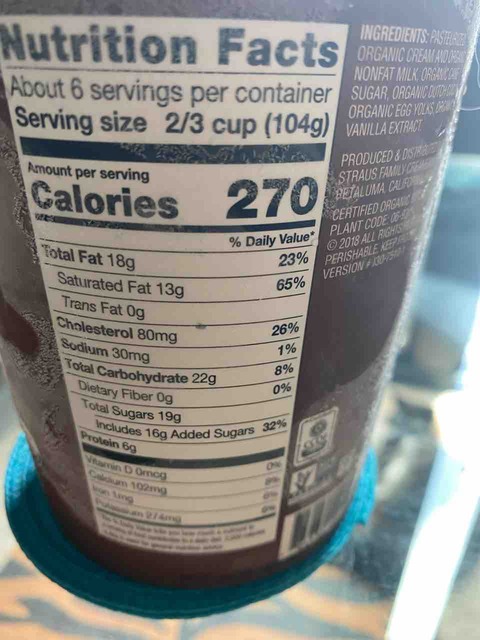 Nutrition Facts
About 6 servings per container
Serving size 2/3 cup (104g)
Amount per serving
Calories 270
% Daily Value*
Total Fat 18g 23%
Saturated Fat 13g 65%
Trans Fat 0g
Cholesterol 80mg 26%
Sodium 30mg 1%
Total Carbohydrate 22g 8%
Dietary Fiber 0g 0%
Total Sugars 19g
Includes 16g Added Sugars 32%
Protein 6g
Vitamin D 0mcg 0%
Calcium 102mg 8%
Iron 1mg
Potassium 274mg
INGREDIENTS: PASTEURIZED
ORGANIC CREAM AND
NONFAT MILK, ORGANIC CANE
SUGAR, ORGANIC DUTCH
ORGANIC EGG YOLKS,
VANILLA EXTRACT
PRODUCED &
STRAUS FAMILY
PETALUMA,
CERTIFIED ORGANIC
PLANT CODE:
© 2018 ALL RIGHTS
PERISHABLE, KEEP
VERSION #